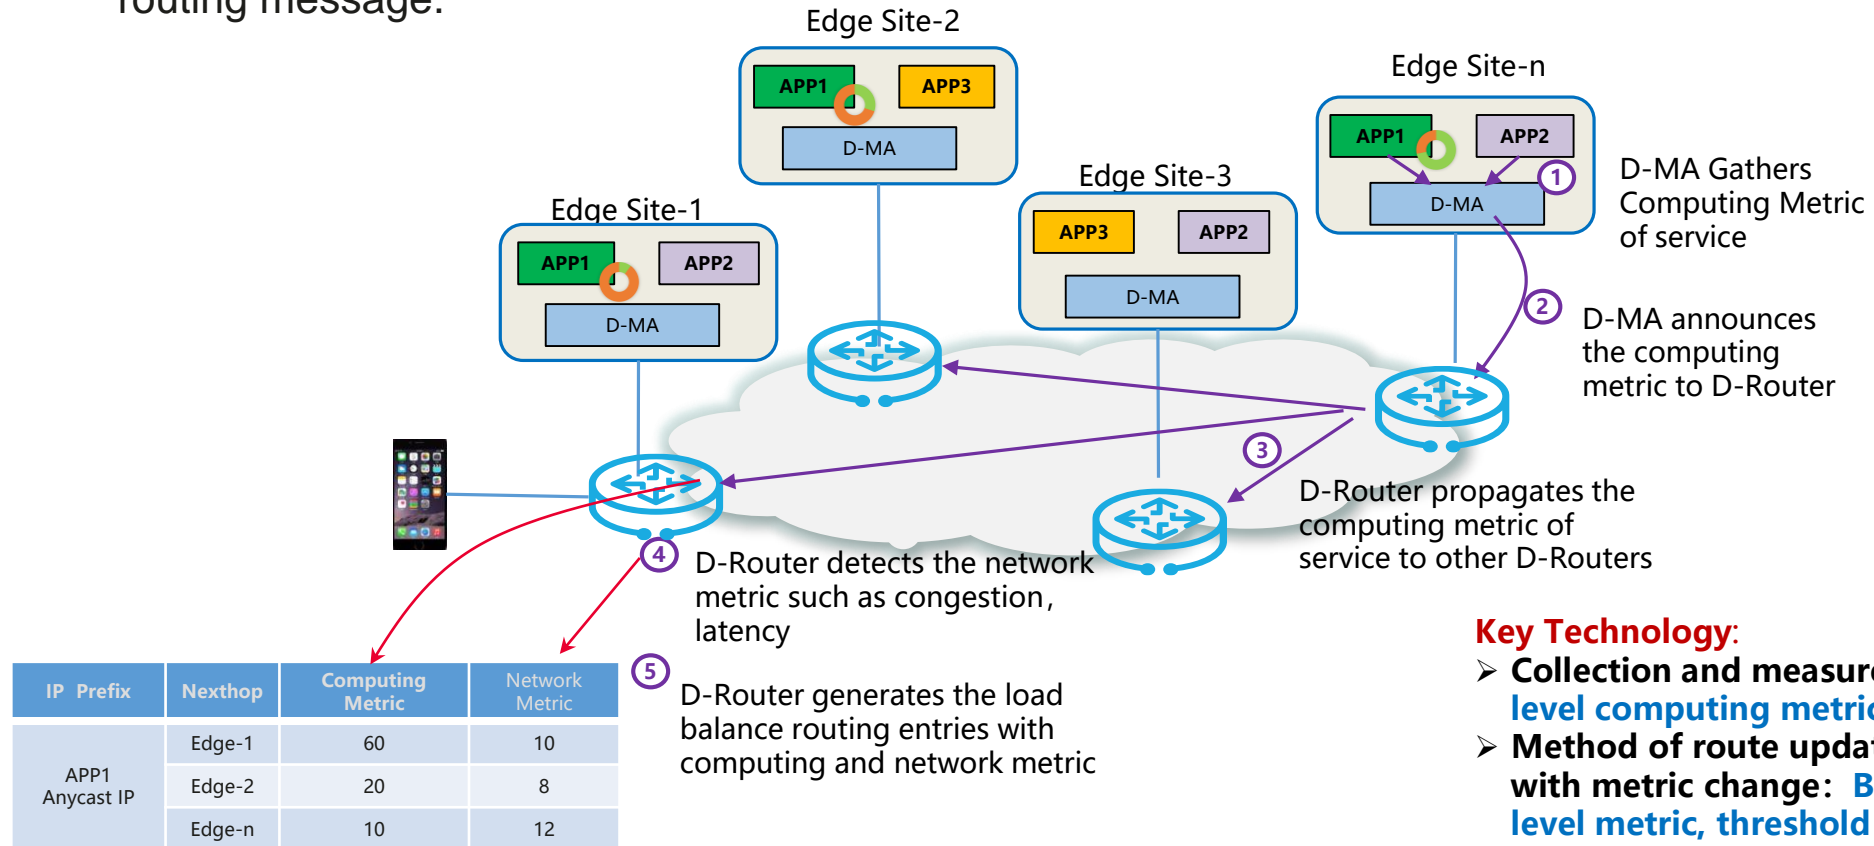 routing message.
Edge Site-2
APP1
APP3
D-MA
Edge Site-n
APP1
APP2
D-MA
1
D-MA Gathers
Computing Metric
of service
Edge Site-3
APP3
APP2
D-MA
Edge Site-1
APP1
APP2
D-MA
2
D-MA announces
the computing
metric to D-Router
3
D-Router propagates the
computing metric of
service to other D-Routers
4
D-Router detects the network
metric such as congestion,
latency
5
D-Router generates the load
balance routing entries with
computing and network metric
IP Prefix Nexthop Computing Metric Network Metric
APP1 Anycast IP
Edge-1 60 10
Edge-2 20 8
Edge-n 10 12
Key Technology:
➢ Collection and measure
level computing metric
➢ Method of route updat
with metric change: B
level metric, threshold